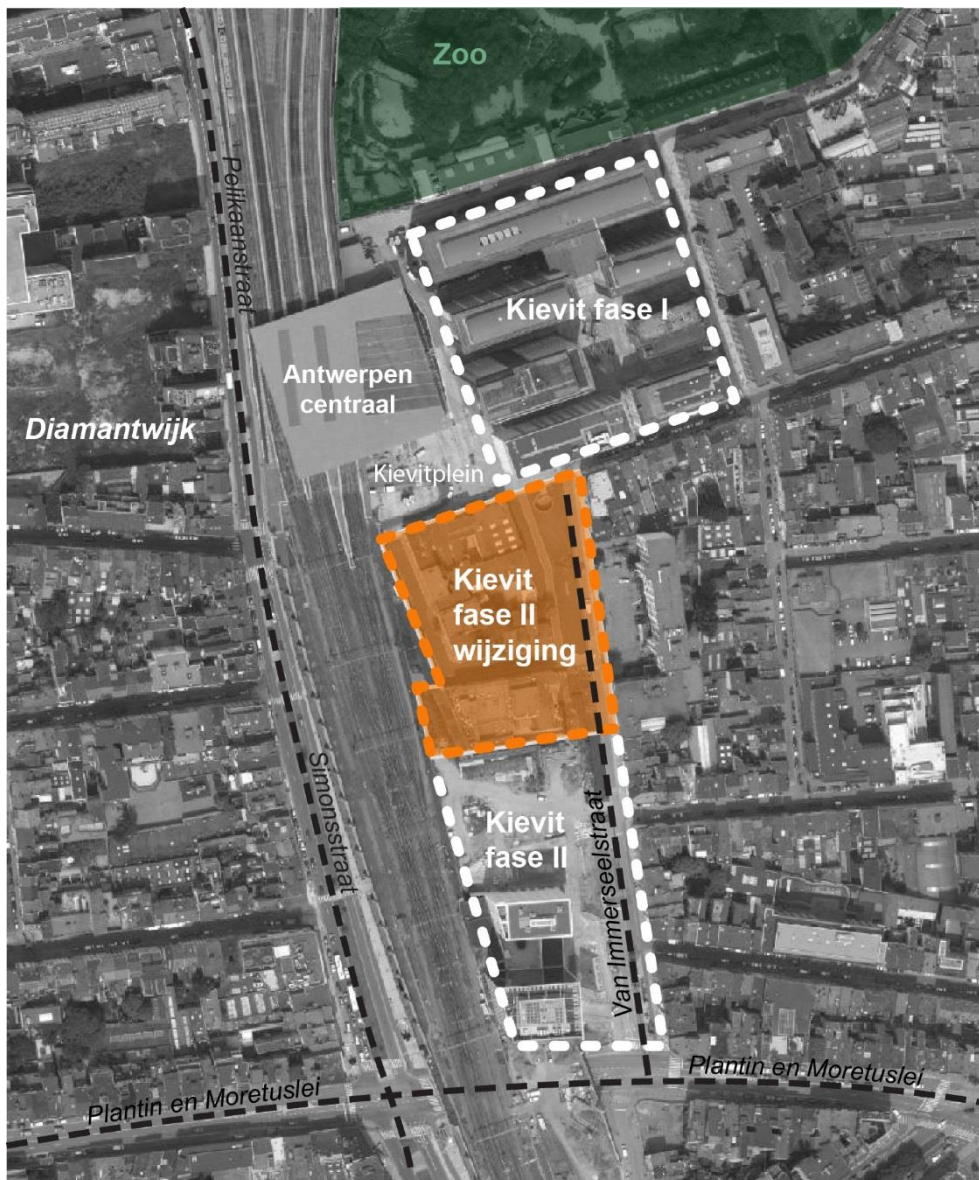 Zoo
Pelikaanstraat
Kievit fase I
Antwerpen
centraal
Diamantwijk
Kievitplein
Kievit
fase II
wijziging
Simonsstraat
Kievit
fase II
Van Immerseelstraat
Plantin en Moretuslei
Plantin en Moretuslei